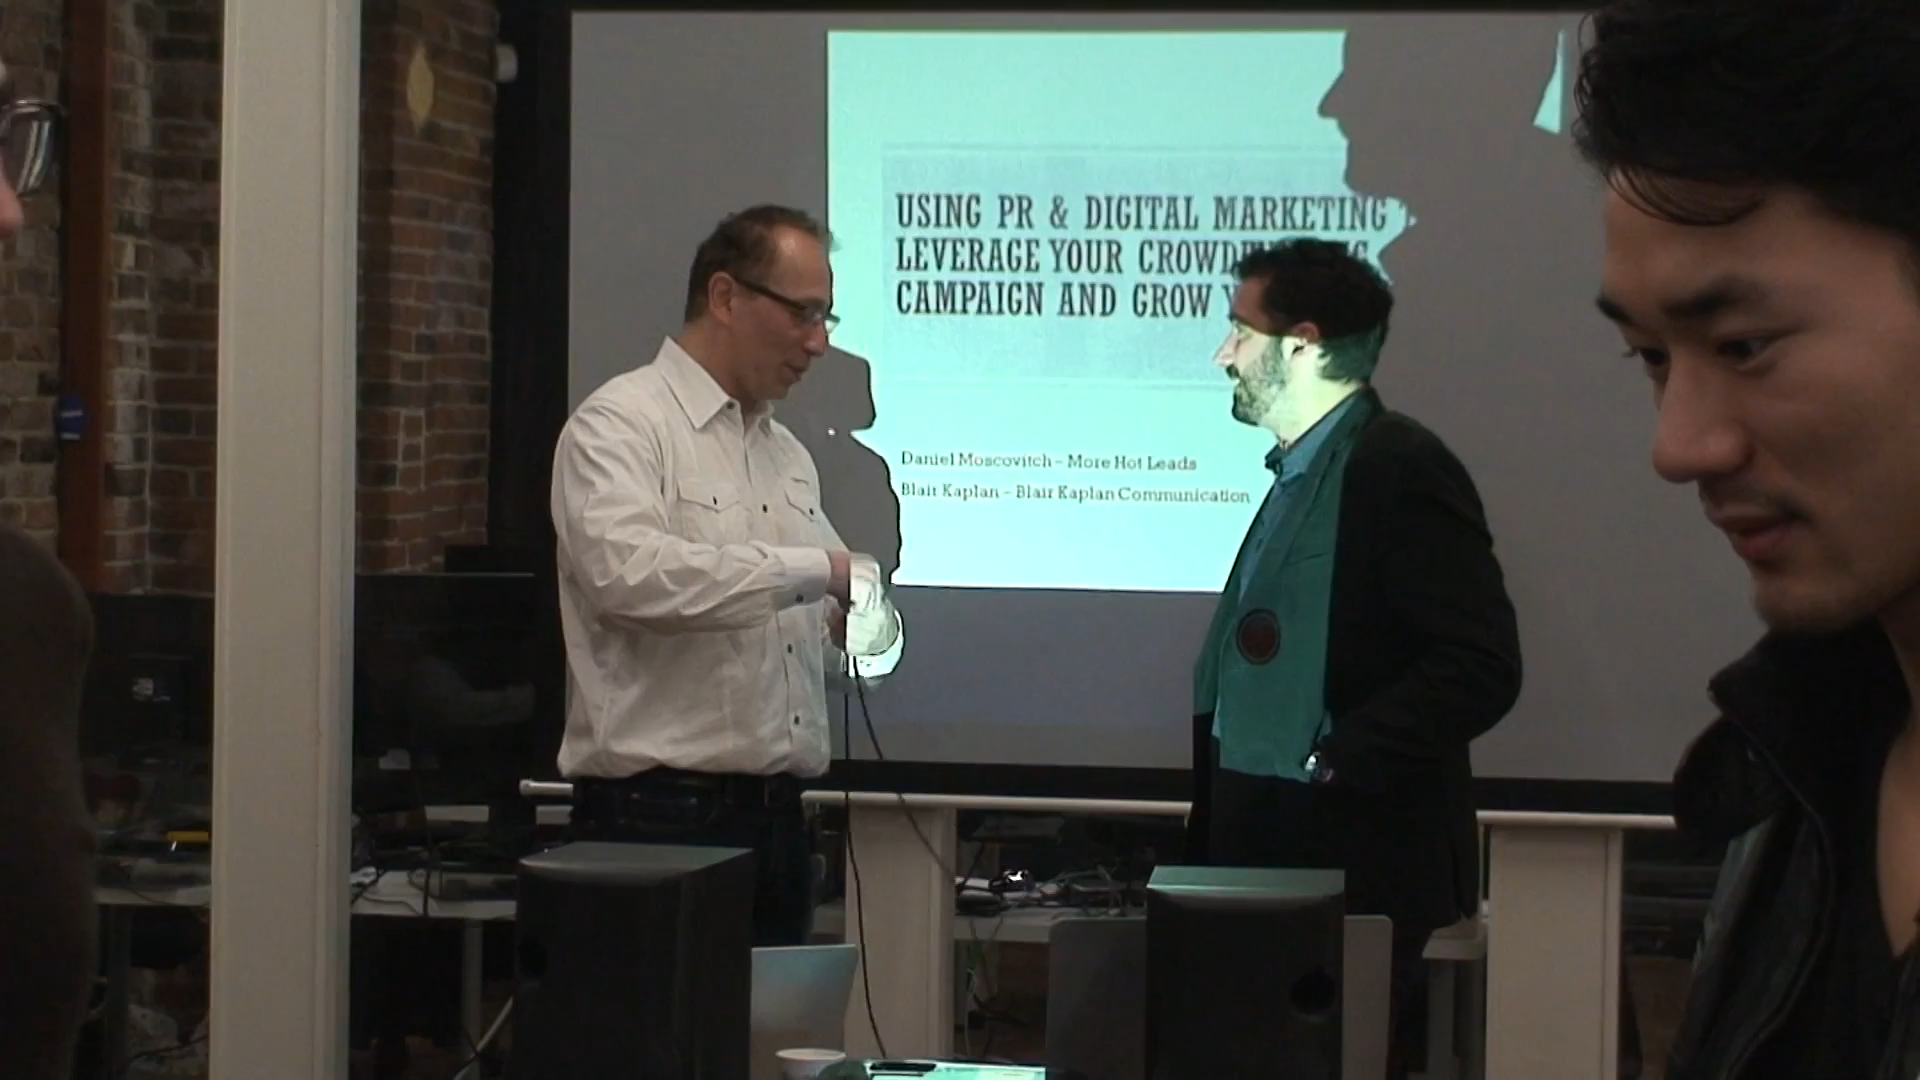 USING PR & DIGITAL MARKETING
LEVERAGE YOUR
CAMPAIGN AND GROW
Daniel Moscovitch – More Hot Leads
Blair Kaplan – Blair Kaplan Communication